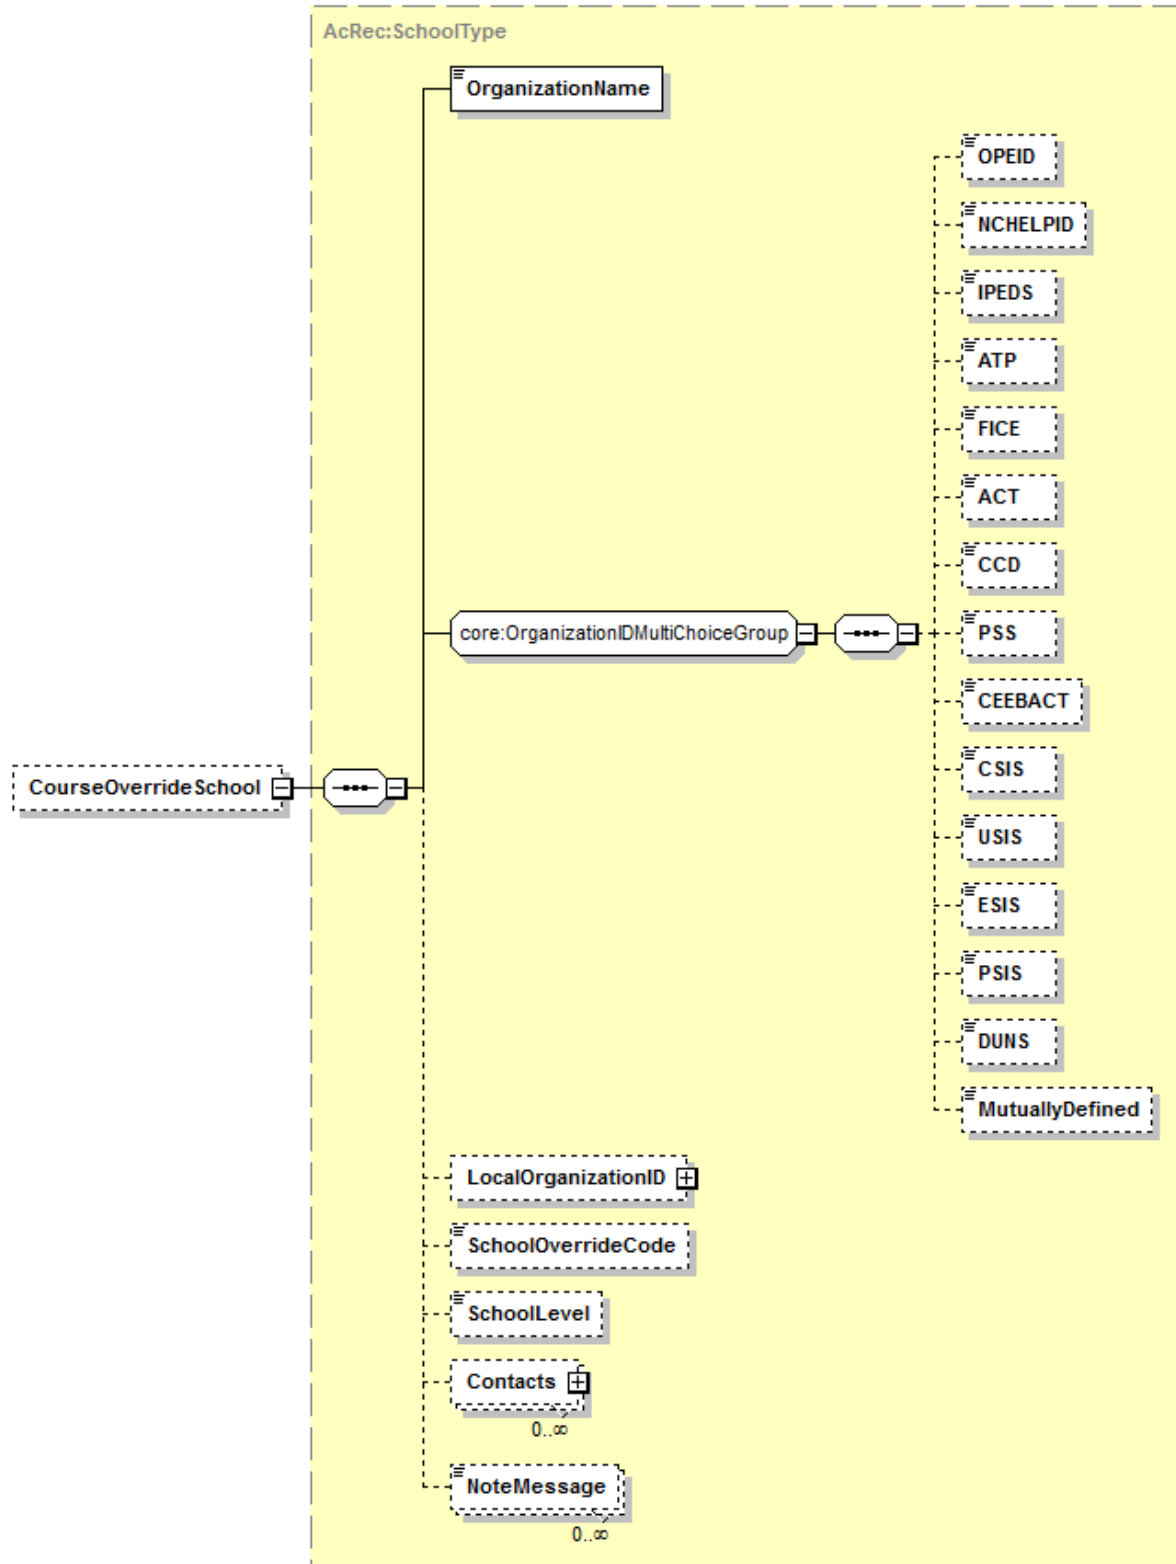 AcRec:SchoolType
OrganizationName
OPEID
NCHELPID
IPEDS
ATP
FICE
ACT
CCD
core:OrganizationIDMultiChoiceGroup
PSS
CEEBACT
CourseOverrideSchool
CSIS
USIS
ESIS
PSIS
DUNS
MutuallyDefined
LocalOrganizationID
SchoolOverrideCode
SchoolLevel
Contacts
0..∞
NoteMessage
0..∞